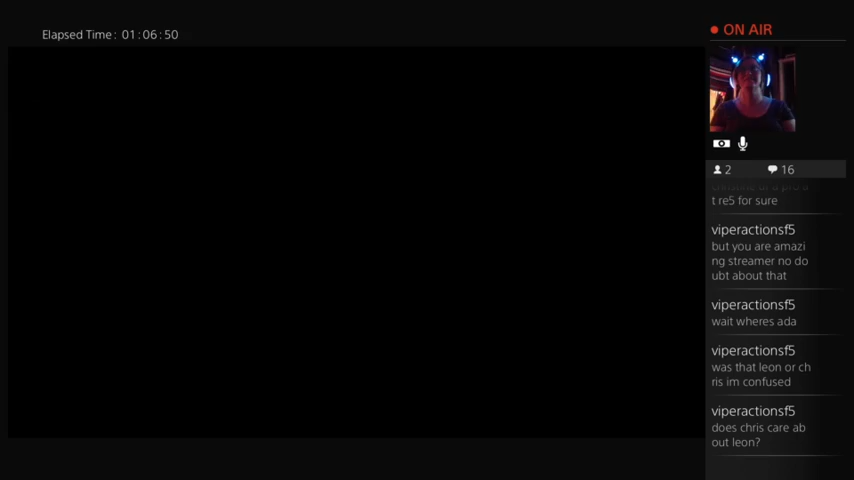 Elapsed Time: 01:06:50
ON AIR
2
16
t re5 for sure
viperactionsf5
but you are amazi
ng streamer no do
ubt about that
viperactionsf5
wait wheres ada
viperactionsf5
was that leon or ch
ris im confused
viperactionsf5
does chris care ab
out leon?